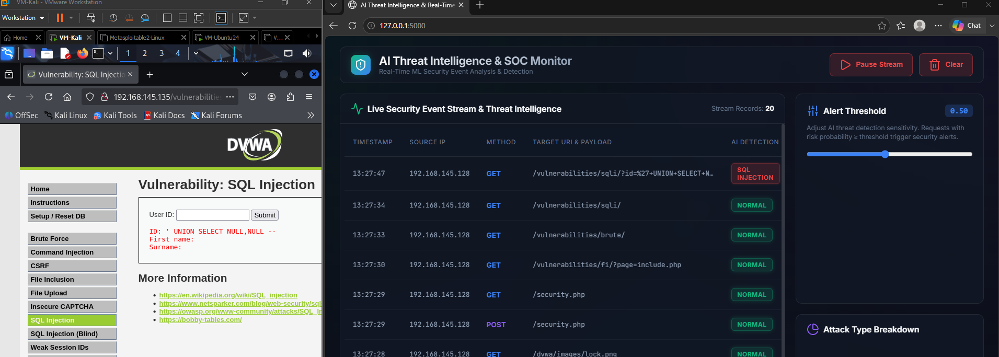 VM-Kali - VMware Workstation
Workstation
Home
VM-Kali
Metasploitable2-Linux
VM-Ubuntu24
V...
1 2 3 4
Vulnerability: SQL Injectio
192.168.145.135/vulnerabilitie
OffSec
Kali Linux
Kali Tools
Kali Docs
Kali Forums
DVWA
Home
Instructions
Setup / Reset DB
Brute Force
Command Injection
CSRF
File Inclusion
File Upload
Insecure CAPTCHA
SQL Injection
SQL Injection (Blind)
Weak Session IDs
Vulnerability: SQL Injection
User ID:
Submit
ID: ' UNION SELECT NULL,NULL --
First name:
Surname:
More Information
https://en.wikipedia.org/wiki/SQL_injection
https://www.netsparker.com/blog/web-security/sql
https://owasp.org/www-community/attacks/SQL_In
https://bobby-tables.com/
AI Threat Intelligence & Real-Time
127.0.0.1:5000
Chat
AI Threat Intelligence & SOC Monitor
Real-Time ML Security Event Analysis & Detection
Pause Stream
Clear
Live Security Event Stream & Threat Intelligence
Stream Records: 20
TIMESTAMP SOURCE IP METHOD TARGET URI & PAYLOAD AI DETECTION
13:27:47 192.168.145.128 GET /vulnerabilities/sqli/?id=%27+UNION+SELECT+N… SQL INJECTION
13:27:34 192.168.145.128 GET /vulnerabilities/sqli/ NORMAL
13:27:33 192.168.145.128 GET /vulnerabilities/brute/ NORMAL
13:27:30 192.168.145.128 GET /vulnerabilities/fi/?page=include.php NORMAL
13:27:29 192.168.145.128 GET /security.php NORMAL
13:27:29 192.168.145.128 POST /security.php NORMAL
13:27:28 192.168.145.128 GET /dvwa/images/lock.png NORMAL
Alert Threshold
0.50
Adjust AI threat detection sensitivity. Requests with
risk probability ≥ threshold trigger security alerts.
Attack Type Breakdown